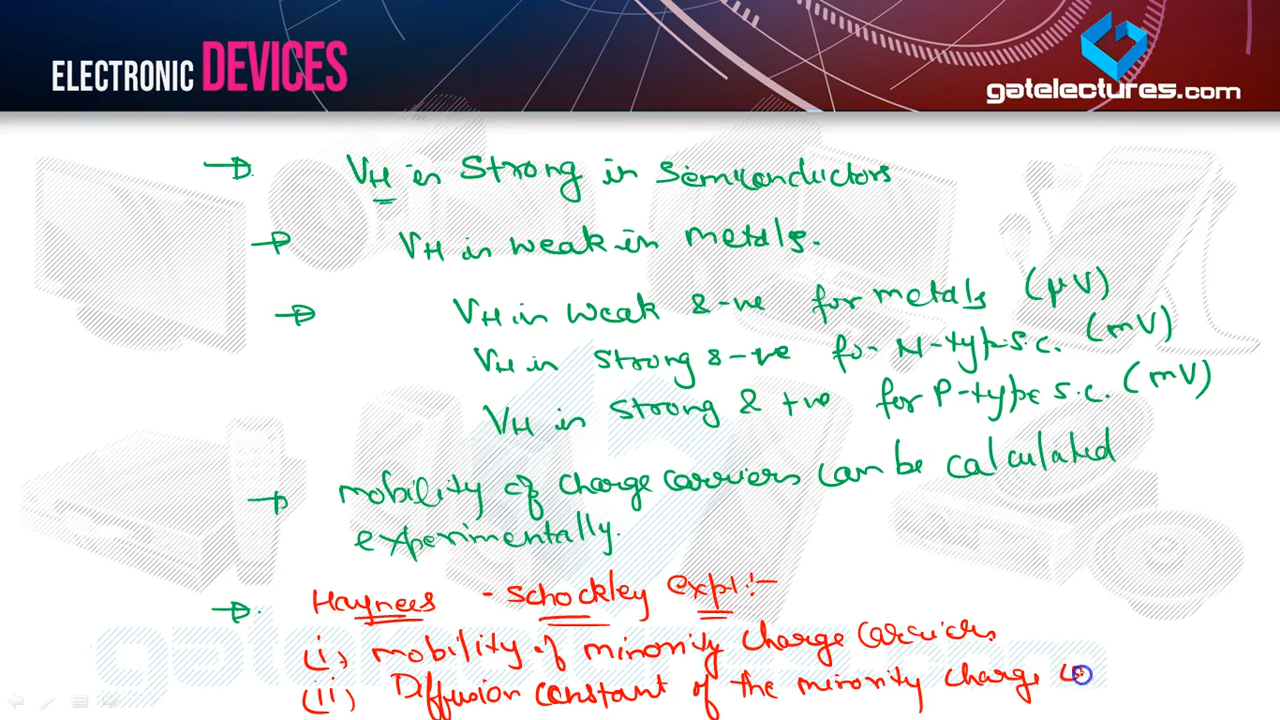 ELECTRONIC DEVICES
gatelectures.com
→ VH is Strong in Semiconductors
→ VH is weak in metals.
→ VH is weak & -ve for metals (μV)
VH is strong & -ve for N-type s.c. (mV)
VH is strong & +ve for P-type s.c. (mV)
→ mobility of charge carriers can be calculated
experimentally.
→ Haynees - Schockley expt:-
(i) mobility of minority charge carriers
(ii) Diffusion constant of the minority charge